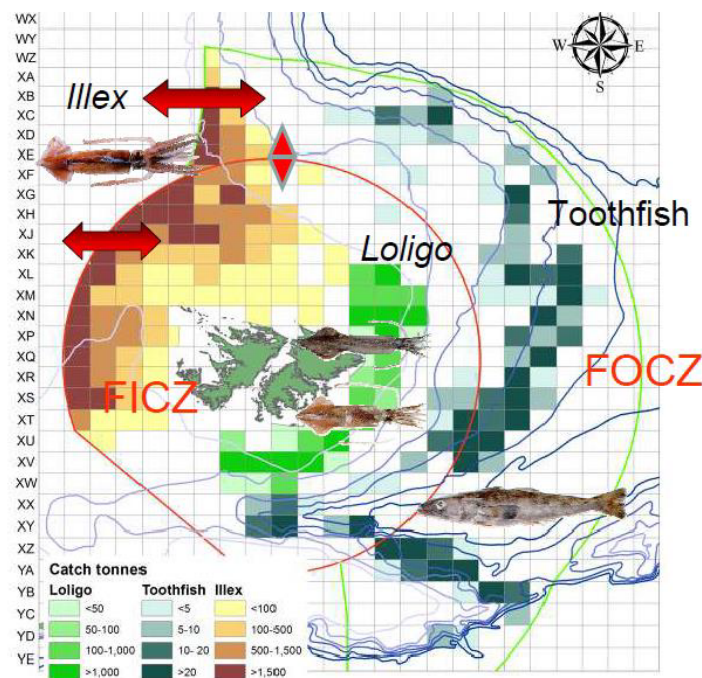 WX
WY
WZ
XA
XB
XC
XD
XE
XF
XG
XH
XJ
XK
XL
XM
XN
XP
XQ
XR
XS
XT
XU
XV
XW
XX
XY
XZ
YA
YB
YC
YD
YE
N
W E
S
Illex
Toothfish
Loligo
FICZ
FOCZ
Catch tonnes
Loligo Toothfish Illex
<50 <5 <100
50-100 5-10 100-500
100-1,000 10- 20 500-1,500
>1,000 >20 >1,500